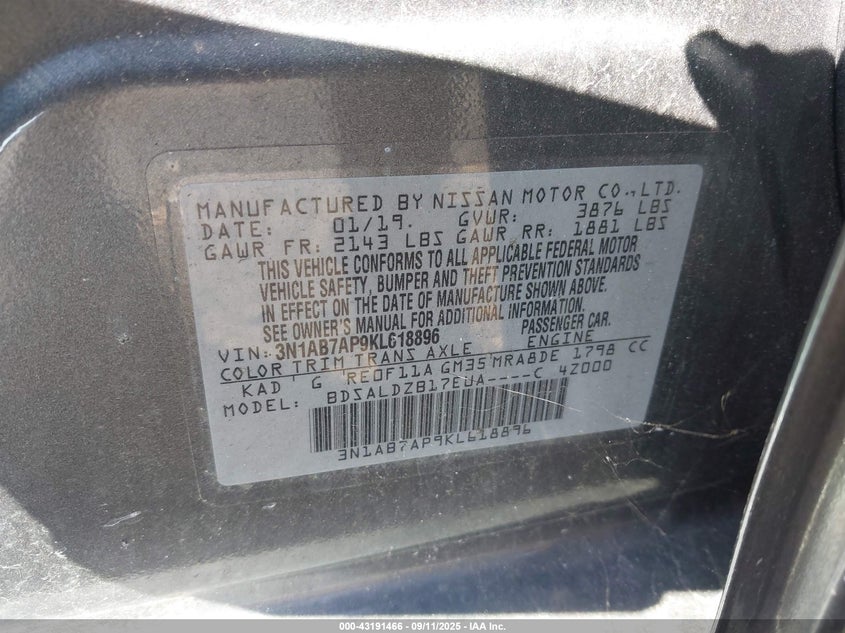 MANUFACTURED BY NISSAN MOTOR CO., LTD.
DATE: 01/19. GVWR: 3876 LBS
GAWR FR: 2143 LBS GAWR RR: 1881 LBS
THIS VEHICLE CONFORMS TO ALL APPLICABLE FEDERAL MOTOR
VEHICLE SAFETY, BUMPER AND THEFT PREVENTION STANDARDS
IN EFFECT ON THE DATE OF MANUFACTURE SHOWN ABOVE.
SEE OWNER'S MANUAL FOR ADDITIONAL INFORMATION.
VIN: 3N1AB7AP9KL618896 PASSENGER CAR.
COLOR TRIM TRANS AXLE ENGINE
KAD G RE0F11A GM35 MRA8DE 1798 CC
MODEL: BDSALDZB17EUA----C 4Z000
3N1AB7AP9KL618896
000-43191466 - 09/11/2025 - IAA Inc.